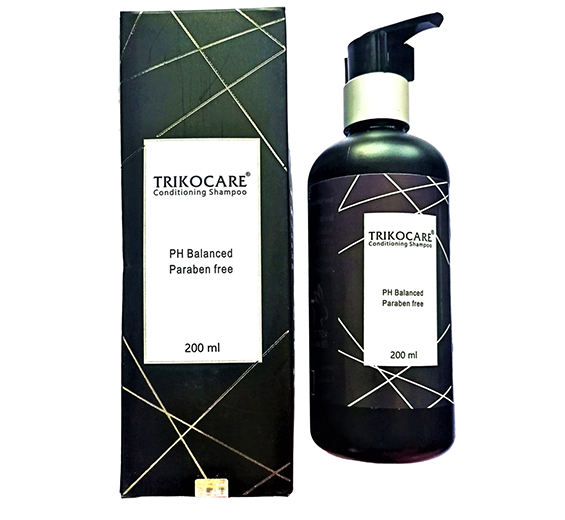 TRIKOCARE®
Conditioning Shampoo
PH Balanced
Paraben free
200 ml
TRIKOCARE®
Conditioning Shampoo
PH Balanced
Paraben free
200 ml